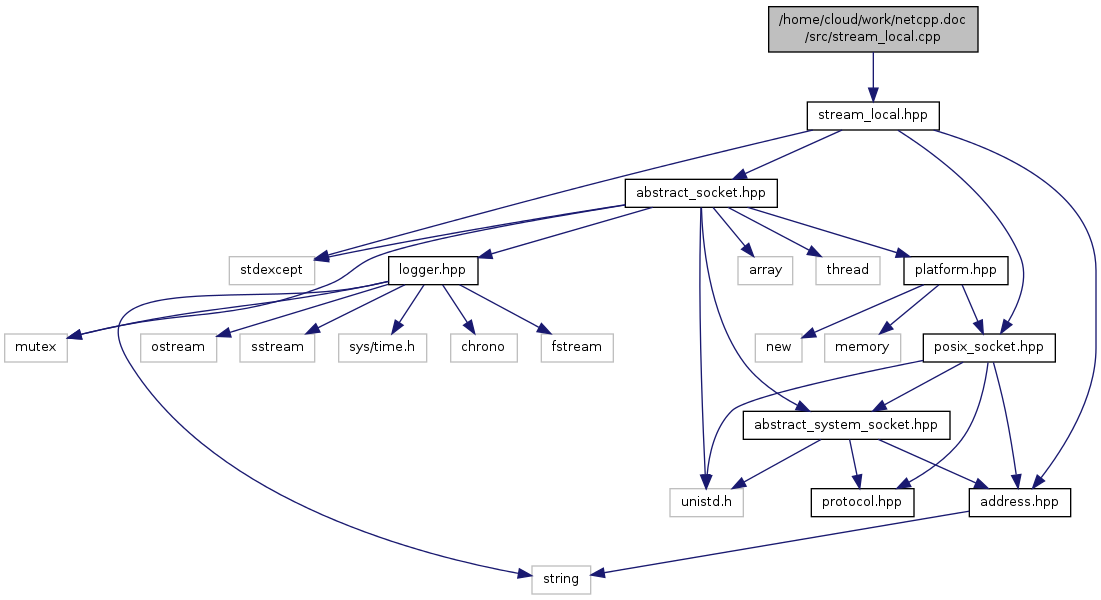 /home/cloud/work/netcpp.doc
/src/stream_local.cpp
stream_local.hpp
abstract_socket.hpp
stdexcept
logger.hpp
array
thread
platform.hpp
mutex
ostream
sstream
sys/time.h
chrono
fstream
new
memory
posix_socket.hpp
abstract_system_socket.hpp
unistd.h
protocol.hpp
address.hpp
string